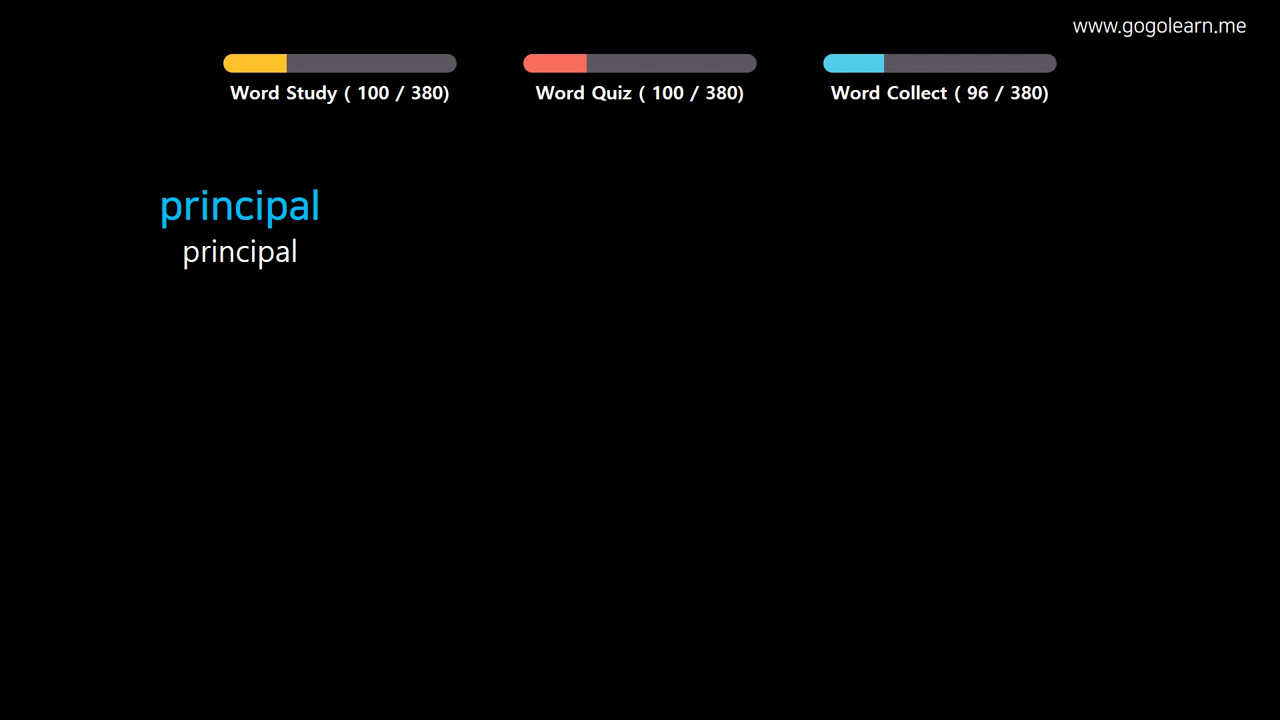 www.gogolearn.me
Word Study ( 100 / 380)
Word Quiz ( 100 / 380)
Word Collect ( 96 / 380)
principal
principal